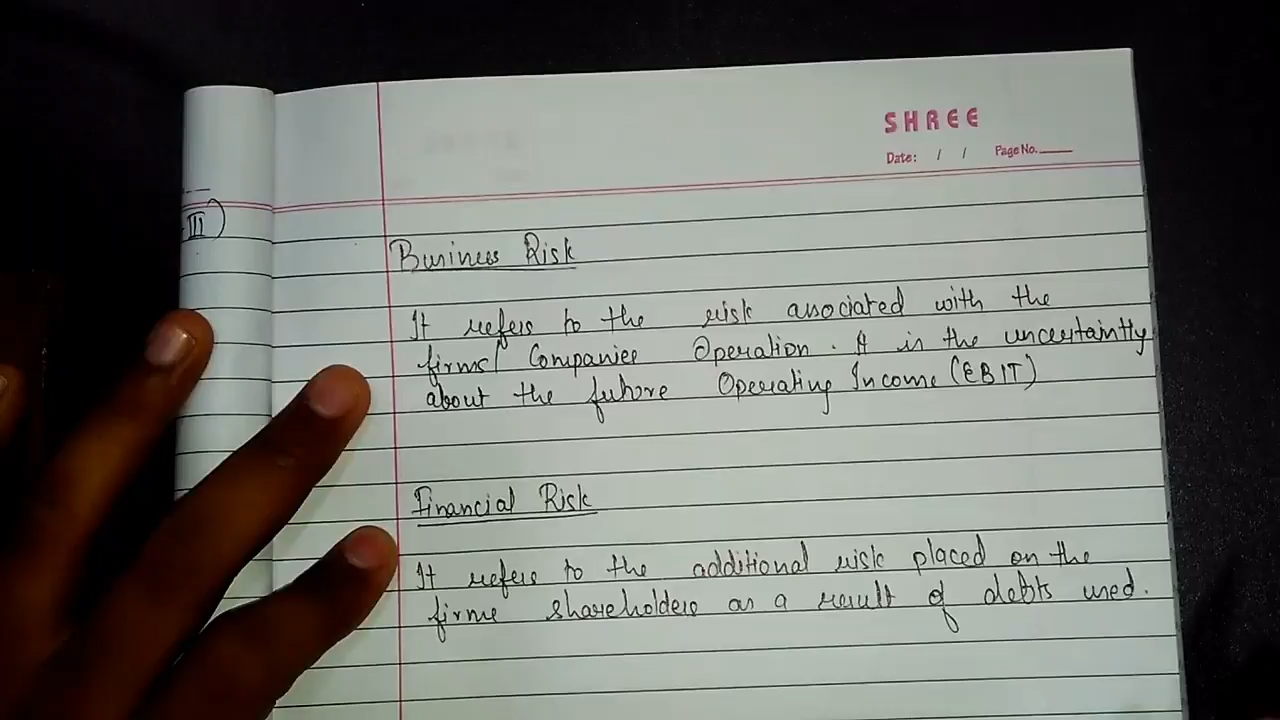 SHREE
Date: / / Page No.
III)
Business Risk
It refers to the risk associated with the
firms/ Companies Operation. It is the uncertaintly
about the future Operating Income (EBIT)
Financial Risk
It refers to the additional risk placed on the
firms shareholders as a result of debts used.